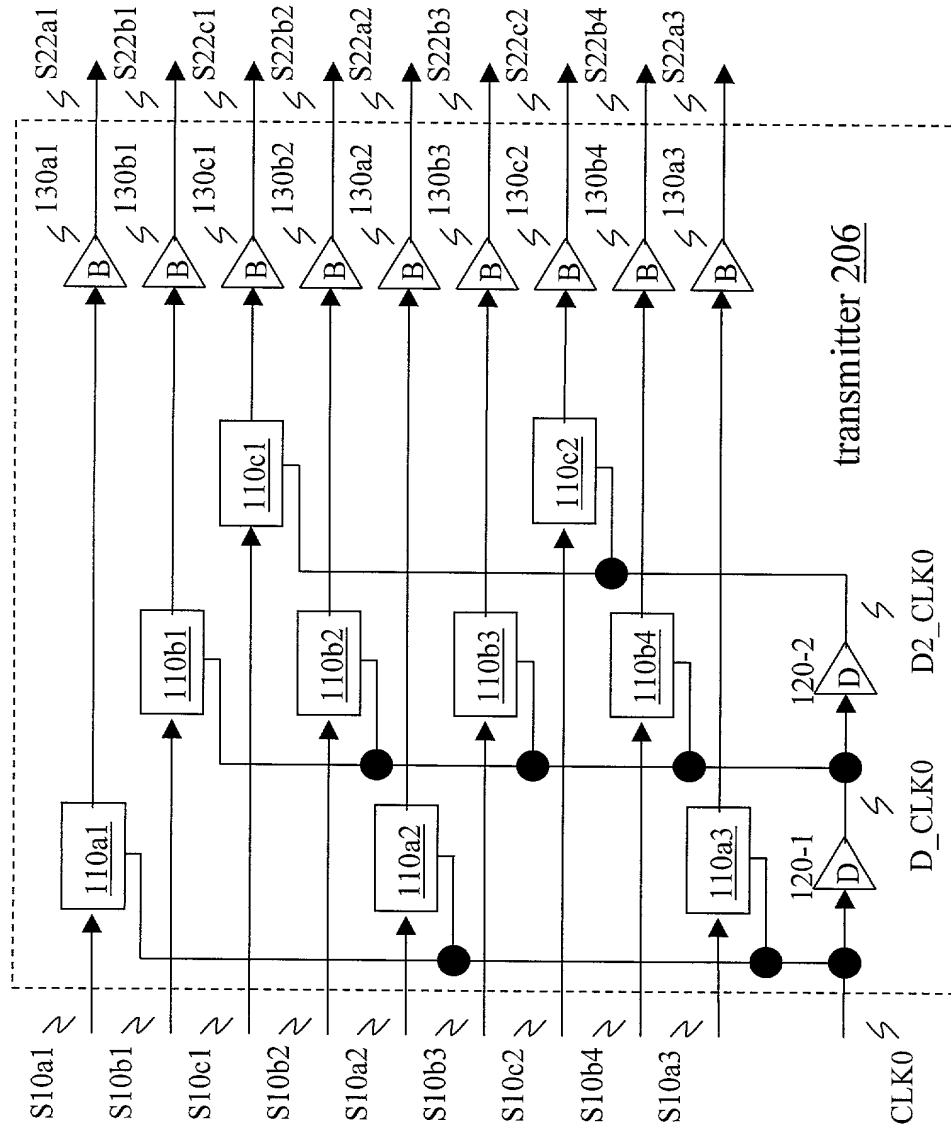 S10a1
S10b1
S10c1
S10b2
S10a2
S10b3
S10c2
S10b4
S10a3
CLK0
110a1
110a2
110a3
120-1
D
D_CLK0
110b1
110b2
110b3
110b4
120-2
D
D2_CLK0
110c1
110c2
transmitter 206
B
B
B
B
B
B
B
B
B
130a1
130b1
130c1
130b2
130a2
130b3
130c2
130b4
130a3
S22a1
S22b1
S22c1
S22b2
S22a2
S22b3
S22c2
S22b4
S22a3